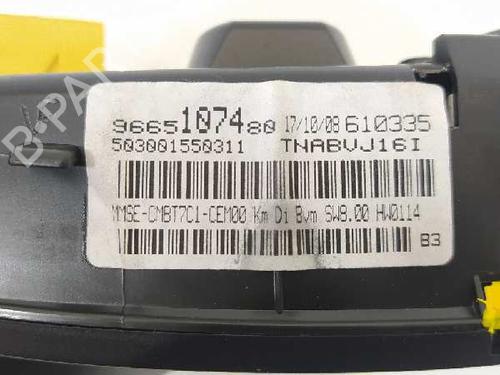 9665107480 17/10/08 610335
503001550311 TNABVJ16I
MMSE-CMBT7C1-CEM00 Km Di Bvm SW8.00 HW0114
B3
B-PARTS